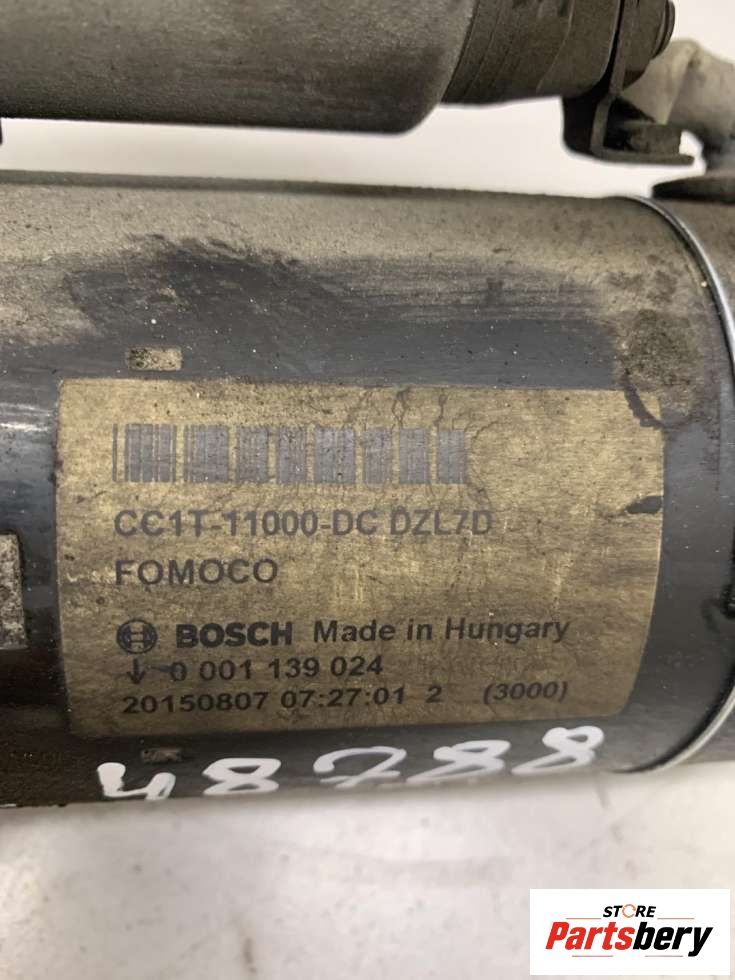 CC1T-11000-DC DZL7D
FOMOCO
BOSCH Made in Hungary
↓ 0 001 139 024
20150807 07:27:01 2 (3000)
48788
STORE
Partsbery